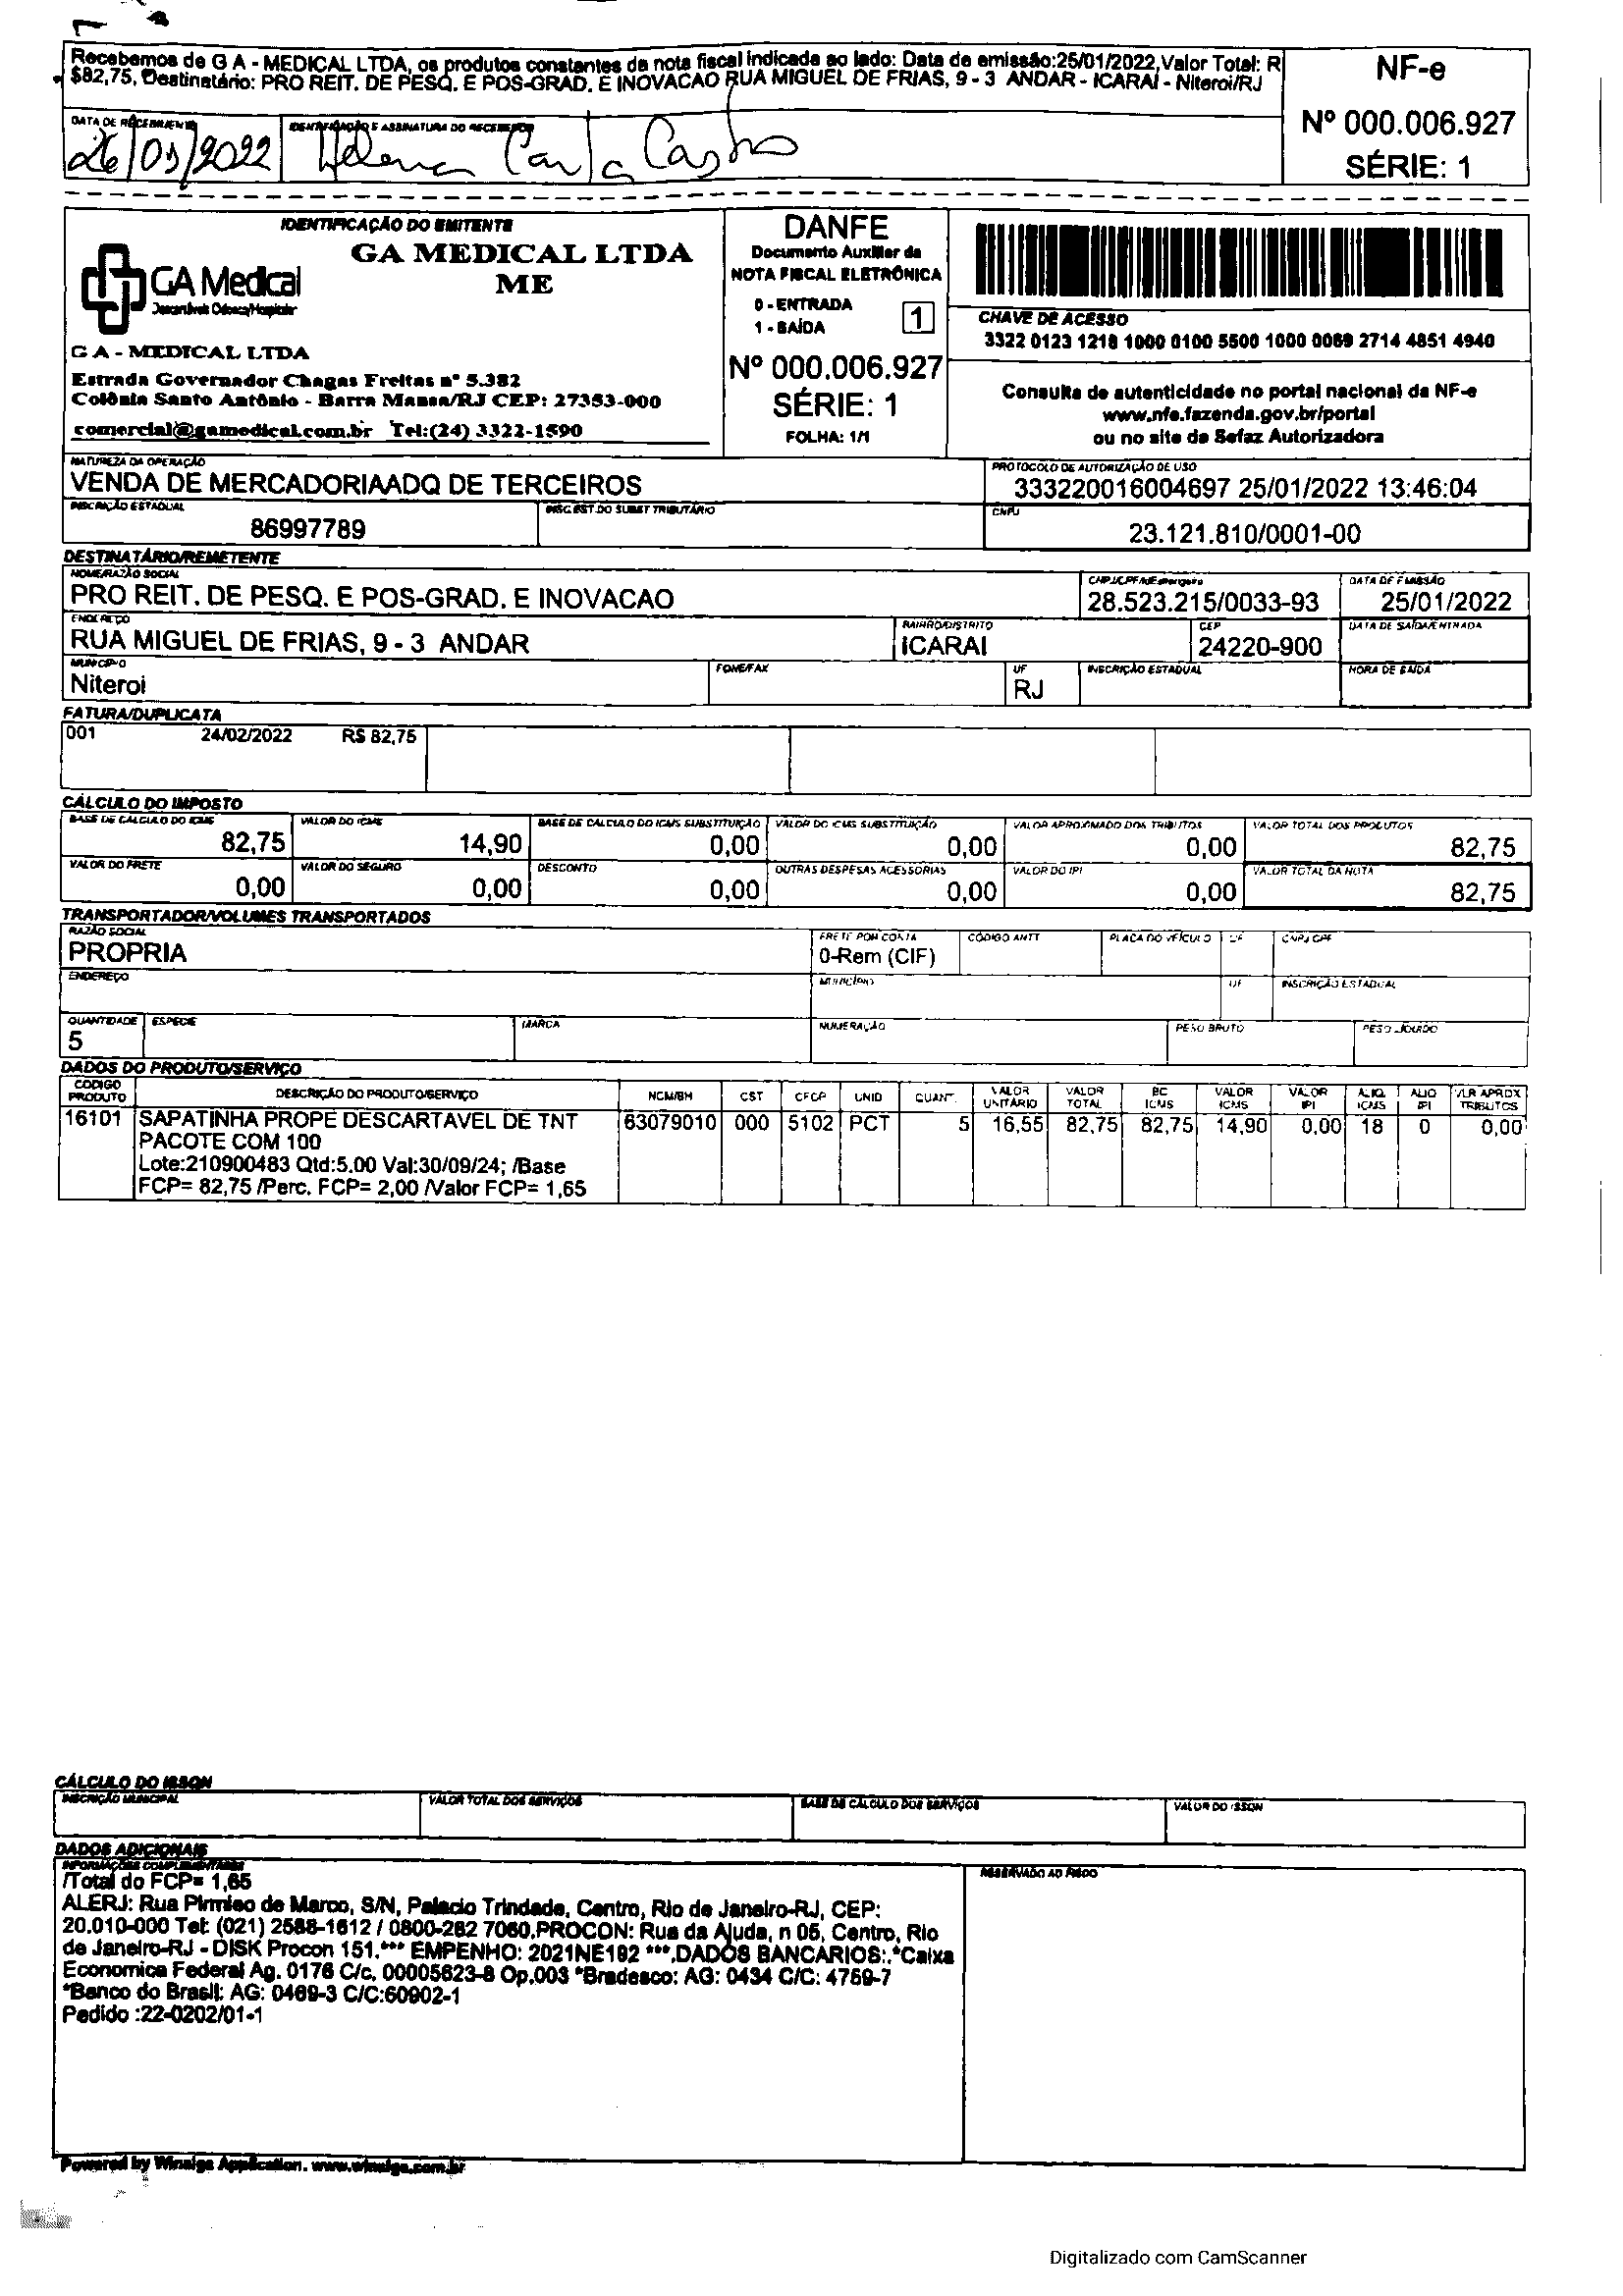 Recebemos de G A - MEDICAL LTDA, os produtos constantes da nota fiscal indicada ao lado: Data de emissão:25/01/2022,Valor Total: R
$82,75, Destinatário: PRO REIT. DE PESQ. E POS-GRAD. E INOVACAO RUA MIGUEL DE FRIAS, 9 - 3 ANDAR - ICARAI - Niteroi/RJ
NF-e
Nº 000.006.927
SÉRIE: 1
DATA DE RECEBIMENTO
IDENTIFICAÇÃO E ASSINATURA DO RECEBEDOR
26/01/2022 Helena Carla Castro
IDENTIFICAÇÃO DO EMITENTE
GA MEDICAL LTDA
ME
GA Medical
G A - MEDICAL LTDA
Estrada Governador Chagas Freitas nº 5.382
Colônia Santo Antônio - Barra Mansa/RJ CEP: 27353-000
comercial@gamedical.com.br Tel:(24) 3322-1590
DANFE
Documento Auxiliar da
NOTA FISCAL ELETRÔNICA
0 - ENTRADA
1 - SAÍDA
1
Nº 000.006.927
SÉRIE: 1
FOLHA: 1/1
CHAVE DE ACESSO
3322 0123 1218 1000 0100 5500 1000 0069 2714 4851 4940
Consulta de autenticidade no portal nacional da NF-e
www.nfe.fazenda.gov.br/portal
ou no site da Sefaz Autorizadora
NATUREZA DA OPERAÇÃO
VENDA DE MERCADORIAADQ DE TERCEIROS
PROTOCOLO DE AUTORIZAÇÃO DE USO
333220016004697 25/01/2022 13:46:04
INSCRIÇÃO ESTADUAL
86997789
INSC.EST.DO SUBST TRIBUTÁRIO
CNPJ
23.121.810/0001-00
DESTINATÁRIO/REMETENTE
NOME/RAZÃO SOCIAL
PRO REIT. DE PESQ. E POS-GRAD. E INOVACAO
28.523.215/0033-93
DATA DE EMISSÃO
25/01/2022
ENDEREÇO
RUA MIGUEL DE FRIAS, 9 - 3 ANDAR
BAIRRO/DISTRITO
ICARAI
CEP
24220-900
DATA DE SAÍDA/ENTRADA
MUNICÍPIO
Niteroi
FONE/FAX
UF
RJ
INSCRIÇÃO ESTADUAL
HORA DE SAÍDA
FATURA/DUPLICATA
001 24/02/2022 R$ 82,75
CÁLCULO DO IMPOSTO
BASE DE CALCULO DO ICMS
82,75
VALOR DO ICMS
14,90
BASE DE CALCULO DO ICMS SUBSTITUIÇÃO
0,00
VALOR DO ICMS SUBSTITUIÇÃO
0,00
VALOR APROXIMADO DOS TRIBUTOS
0,00
VALOR TOTAL DOS PRODUTOS
82,75
VALOR DO FRETE
0,00
VALOR DO SEGURO
0,00
DESCONTO
0,00
OUTRAS DESPESAS ACESSORIAS
0,00
VALOR DO IPI
0,00
VALOR TOTAL DA NOTA
82,75
TRANSPORTADOR/VOLUMES TRANSPORTADOS
RAZÃO SOCIAL
PROPRIA
FRETE POR CONTA
0-Rem (CIF)
CÓDIGO ANTT
PLACA DO VEÍCULO
UF
CNPJ CPF
ENDEREÇO
MUNICÍPIO
UF
INSCRIÇÃO ESTADUAL
QUANTIDADE
5
ESPECIE
MARCA
NUMERAÇÃO
PESO BRUTO
PESO LÍQUIDO
DADOS DO PRODUTO/SERVIÇO
CODIGO PRODUTO DESCRIÇÃO DO PRODUTO/SERVIÇO NCM/SH CST CFOP UNID QUANT. VALOR UNITÁRIO VALOR TOTAL BC ICMS VALOR ICMS VALOR IPI ALIQ ICMS ALIQ IPI VLR APROX TRIBUTOS
16101 SAPATINHA PROPE DESCARTAVEL DE TNT 63079010 000 5102 PCT 5 16,55 82,75 82,75 14,90 0,00 18 0 0,00
PACOTE COM 100
Lote:210900483 Qtd:5.00 Val:30/09/24; /Base
FCP= 82,75 /Perc. FCP= 2,00 /Valor FCP= 1,65
CÁLCULO DO ISSQN
INSCRIÇÃO MUNICIPAL
VALOR TOTAL DOS SERVIÇOS
BASE DE CÁLCULO DOS SERVIÇOS
VALOR DO ISSQN
DADOS ADICIONAIS
INFORMAÇÕES COMPLEMENTARES
RESERVADO AO FISCO
/Total do FCP= 1,65
ALERJ: Rua Pirmieo de Marco, S/N, Palacio Trindade, Centro, Rio de Janeiro-RJ, CEP:
20.010-000 Tel: (021) 2588-1612 / 0800-282 7060,PROCON: Rua da Ajuda, n 05, Centro, Rio
de Janeiro-RJ - DISK Procon 151.*** EMPENHO: 2021NE192 ***.DADOS BANCARIOS:.*Caixa
Economica Federal Ag. 0176 C/c. 00005623-8 Op.003 *Bradesco: AG: 0434 C/C: 4759-7
*Banco do Brasil: AG: 0469-3 C/C:60902-1
Pedido :22-0202/01-1
Powered by Winsiga Application. www.winsiga.com.br
Digitalizado com CamScanner